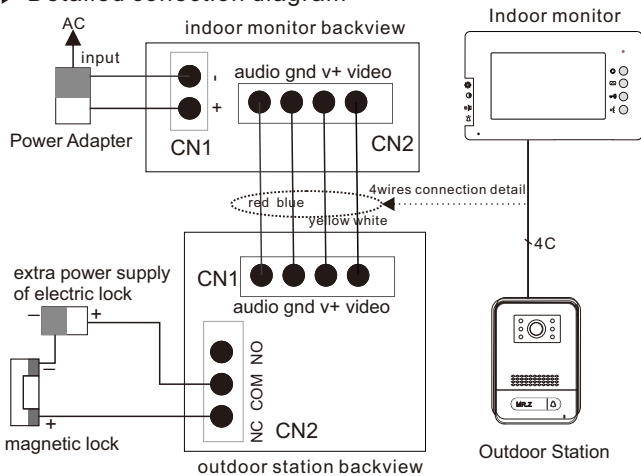 Detailed conection diagram
AC
input
Power Adapter
indoor monitor backview
-
+
CN1
audio gnd v+ video
CN2
Indoor monitor
red blue
yellow white
4wires connection detail
4C
CN1
audio gnd v+ video
extra power supply
of electric lock
− +
−
+
magnetic lock
NC COM NO
CN2
outdoor station backview
MR.Z
Outdoor Station